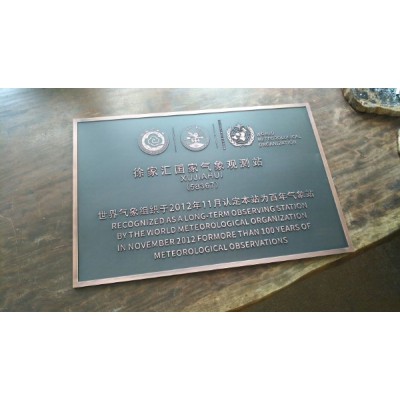 WORLD
METEOROLOGICAL
ORGANIZATION
徐家汇国家气象观测站
XUJIAHUI
(58367)
世界气象组织于2012年11月认定本站为百年气象站
RECOGNIZED AS A LONG-TERM OBSERVING STATION
BY THE WORLD METEOROLOGICAL ORGANIZATION
IN NOVEMBER 2012 FORMORE THAN 100 YEARS OF
METEOROLOGICAL OBSERVATIONS